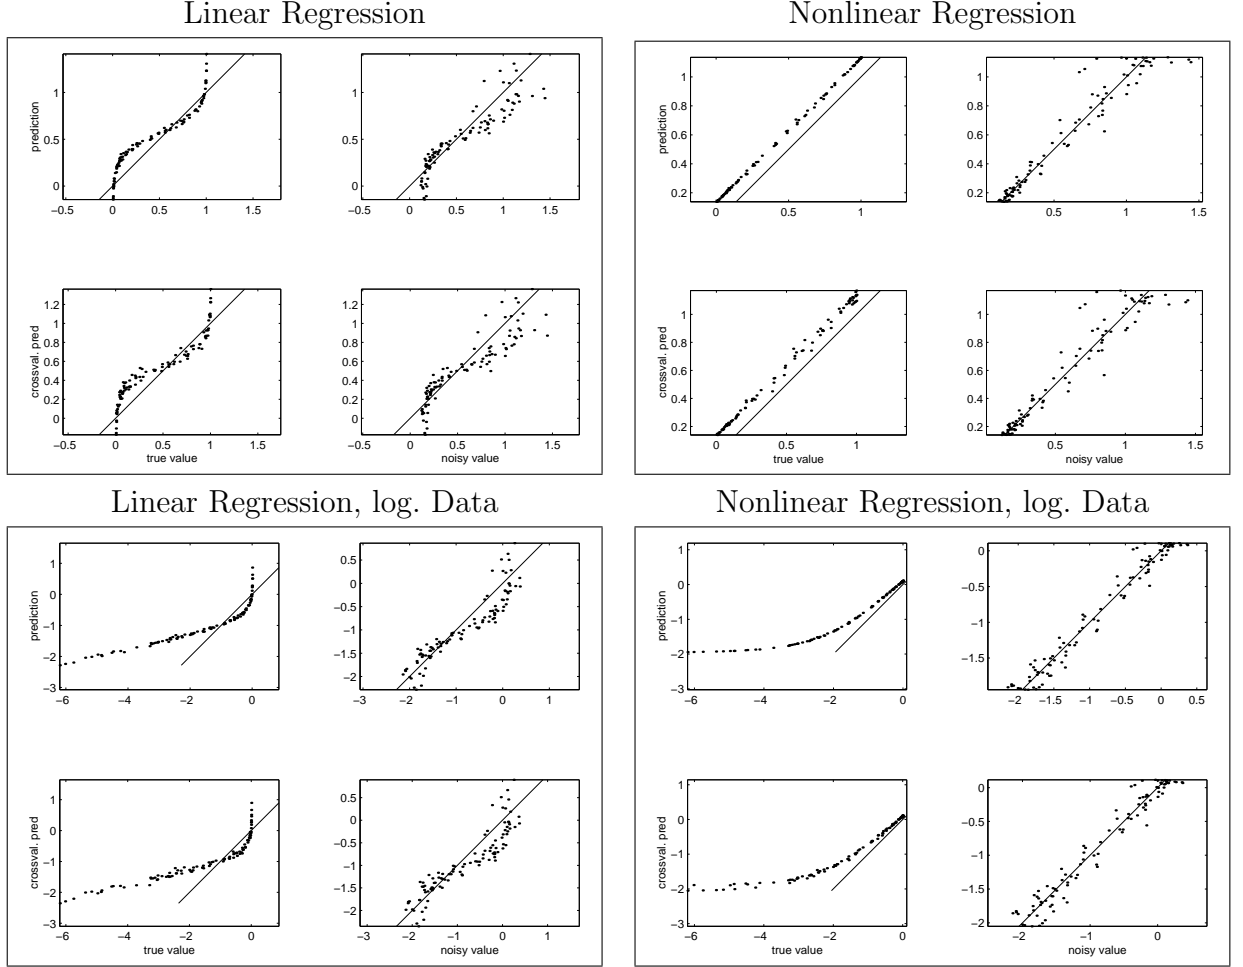 Linear Regression
Nonlinear Regression
prediction
1
0.5
0
−0.5 0 0.5 1 1.5
1
0.5
0
−0.5 0 0.5 1 1.5
prediction
1
0.8
0.6
0.4
0.2
0 0.5 1
1
0.8
0.6
0.4
0.2
0.5 1 1.5
crossval. pred
1.2
1
0.8
0.6
0.4
0.2
0
−0.5 0 0.5 1 1.5
true value
1.2
1
0.8
0.6
0.4
0.2
0
−0.5 0 0.5 1 1.5
noisy value
crossval. pred
1
0.8
0.6
0.4
0.2
0 0.5 1
true value
1
0.8
0.6
0.4
0.2
0.5 1 1.5
noisy value
Linear Regression, log. Data
Nonlinear Regression, log. Data
prediction
1
0
−1
−2
−3
−6 −4 −2 0
0.5
0
−0.5
−1
−1.5
−2
−3 −2 −1 0 1
prediction
1
0
−1
−2
−3
−6 −4 −2 0
0
−0.5
−1
−1.5
−2 −1.5 −1 −0.5 0 0.5
crossval. pred
1
0
−1
−2
−3
−6 −4 −2 0
true value
0.5
0
−0.5
−1
−1.5
−2
−3 −2 −1 0 1
noisy value
crossval. pred
1
0
−1
−2
−3
−6 −4 −2 0
true value
0
−0.5
−1
−1.5
−2
−2 −1 0
noisy value